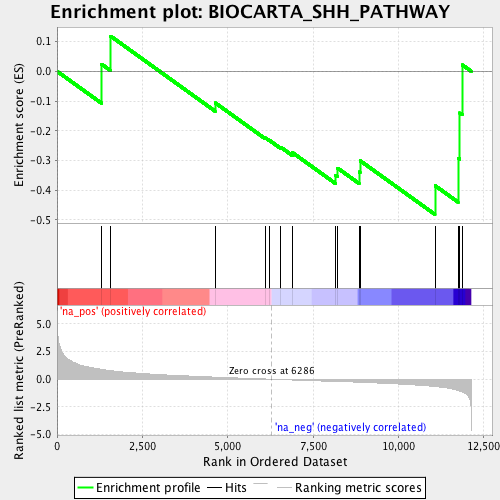 Enrichment plot: BIOCARTA_SHH_PATHWAY
Enrichment score (ES)
0.1
0.0
-0.1
-0.2
-0.3
-0.4
-0.5
'na_pos' (positively correlated)
Ranked list metric (PreRanked)
5.0
2.5
0.0
-2.5
-5.0
Zero cross at 6286
'na_neg' (negatively correlated)
0
2,500
5,000
7,500
10,000
12,500
Rank in Ordered Dataset
Enrichment profile
Hits
Ranking metric scores